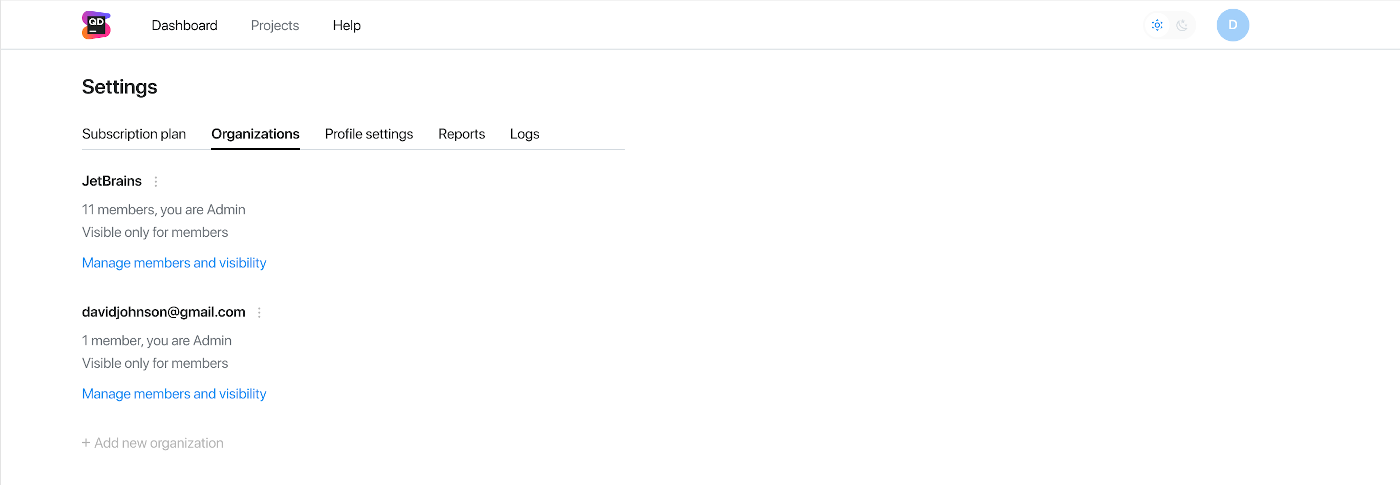 QD Dashboard Projects Help D
Settings
Subscription plan Organizations Profile settings Reports Logs
JetBrains
11 members, you are Admin
Visible only for members
Manage members and visibility
davidjohnson@gmail.com
1 member, you are Admin
Visible only for members
Manage members and visibility
+ Add new organization